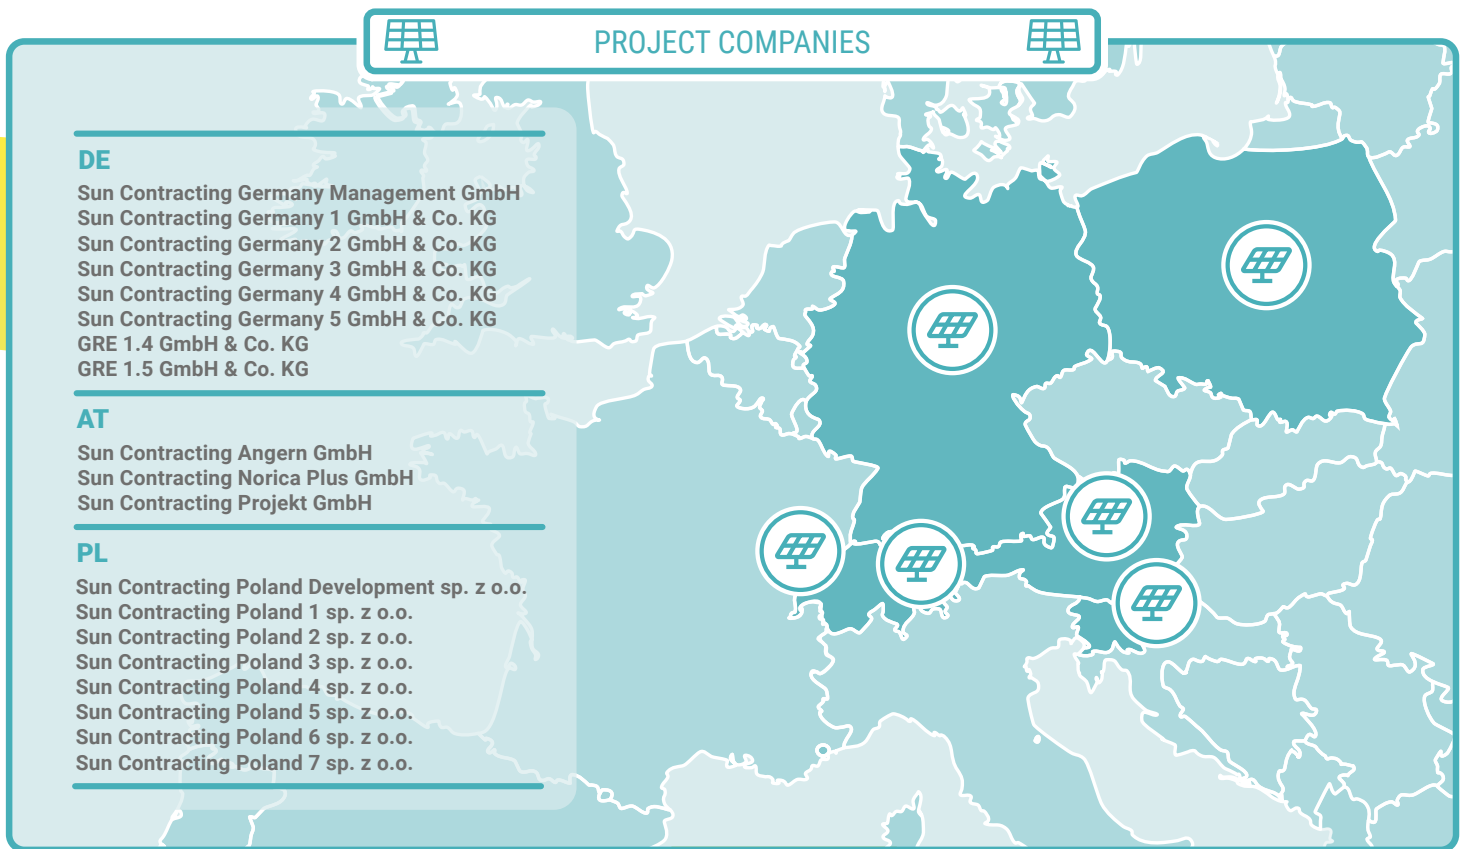 PROJECT COMPANIES
DE
Sun Contracting Germany Management GmbH
Sun Contracting Germany 1 GmbH & Co. KG
Sun Contracting Germany 2 GmbH & Co. KG
Sun Contracting Germany 3 GmbH & Co. KG
Sun Contracting Germany 4 GmbH & Co. KG
Sun Contracting Germany 5 GmbH & Co. KG
GRE 1.4 GmbH & Co. KG
GRE 1.5 GmbH & Co. KG
AT
Sun Contracting Angern GmbH
Sun Contracting Norica Plus GmbH
Sun Contracting Projekt GmbH
PL
Sun Contracting Poland Development sp. z o.o.
Sun Contracting Poland 1 sp. z o.o.
Sun Contracting Poland 2 sp. z o.o.
Sun Contracting Poland 3 sp. z o.o.
Sun Contracting Poland 4 sp. z o.o.
Sun Contracting Poland 5 sp. z o.o.
Sun Contracting Poland 6 sp. z o.o.
Sun Contracting Poland 7 sp. z o.o.